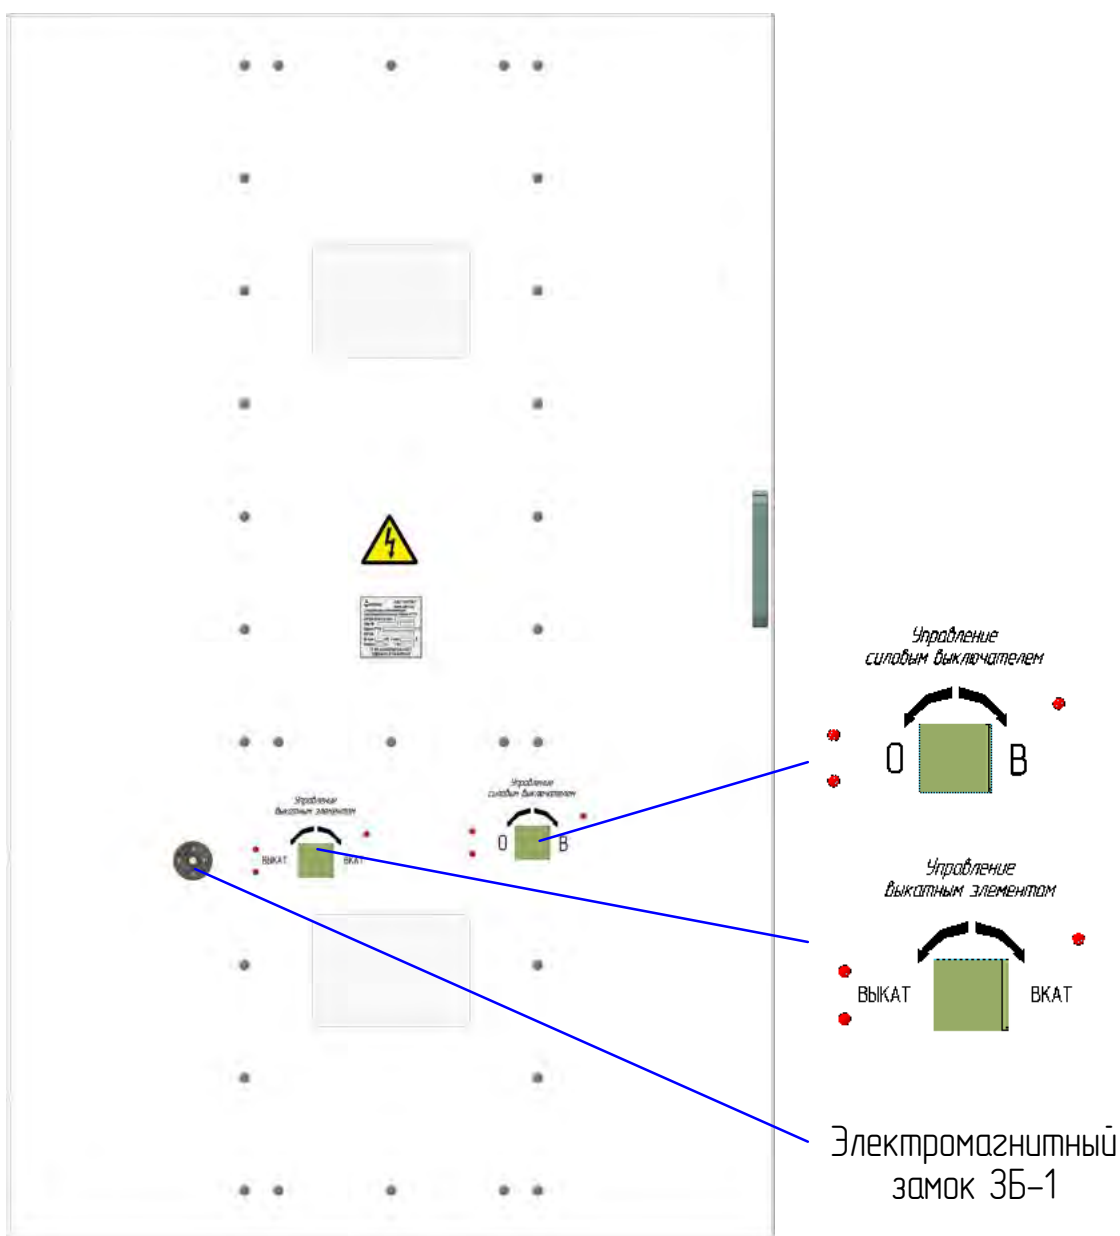 Управление
силовым выключателем
О
В
Управление
выкатным элементом
ВЫКАТ
ВКАТ
Управление
силовым выключателем
О
В
Управление
выкатным элементом
ВЫКАТ
ВКАТ
Электромагнитный
замок ЗБ-1